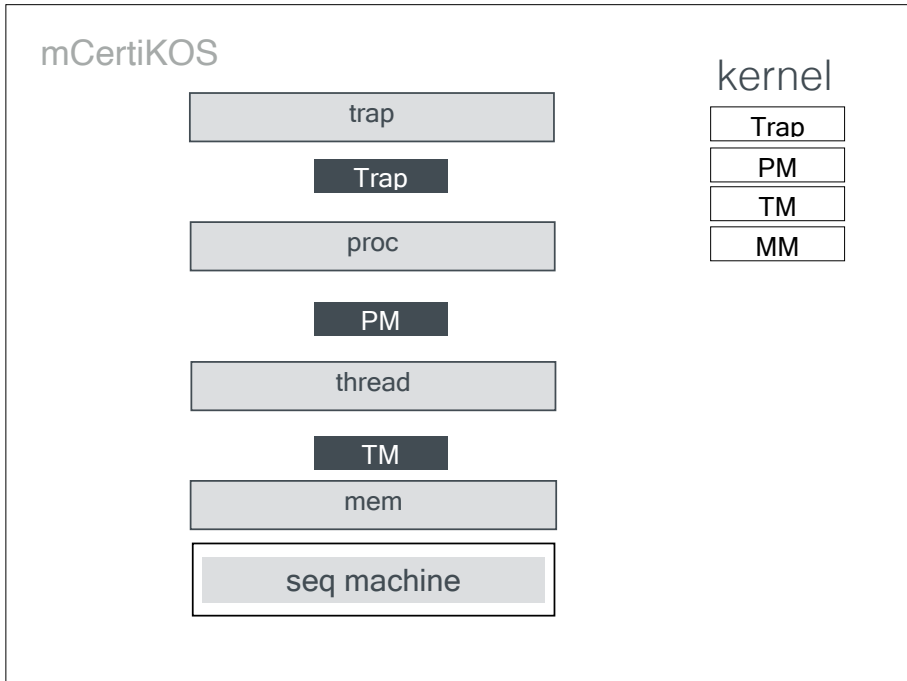 mCertiKOS
trap
Trap
proc
PM
thread
TM
mem
seq machine
kernel
Trap
PM
TM
MM